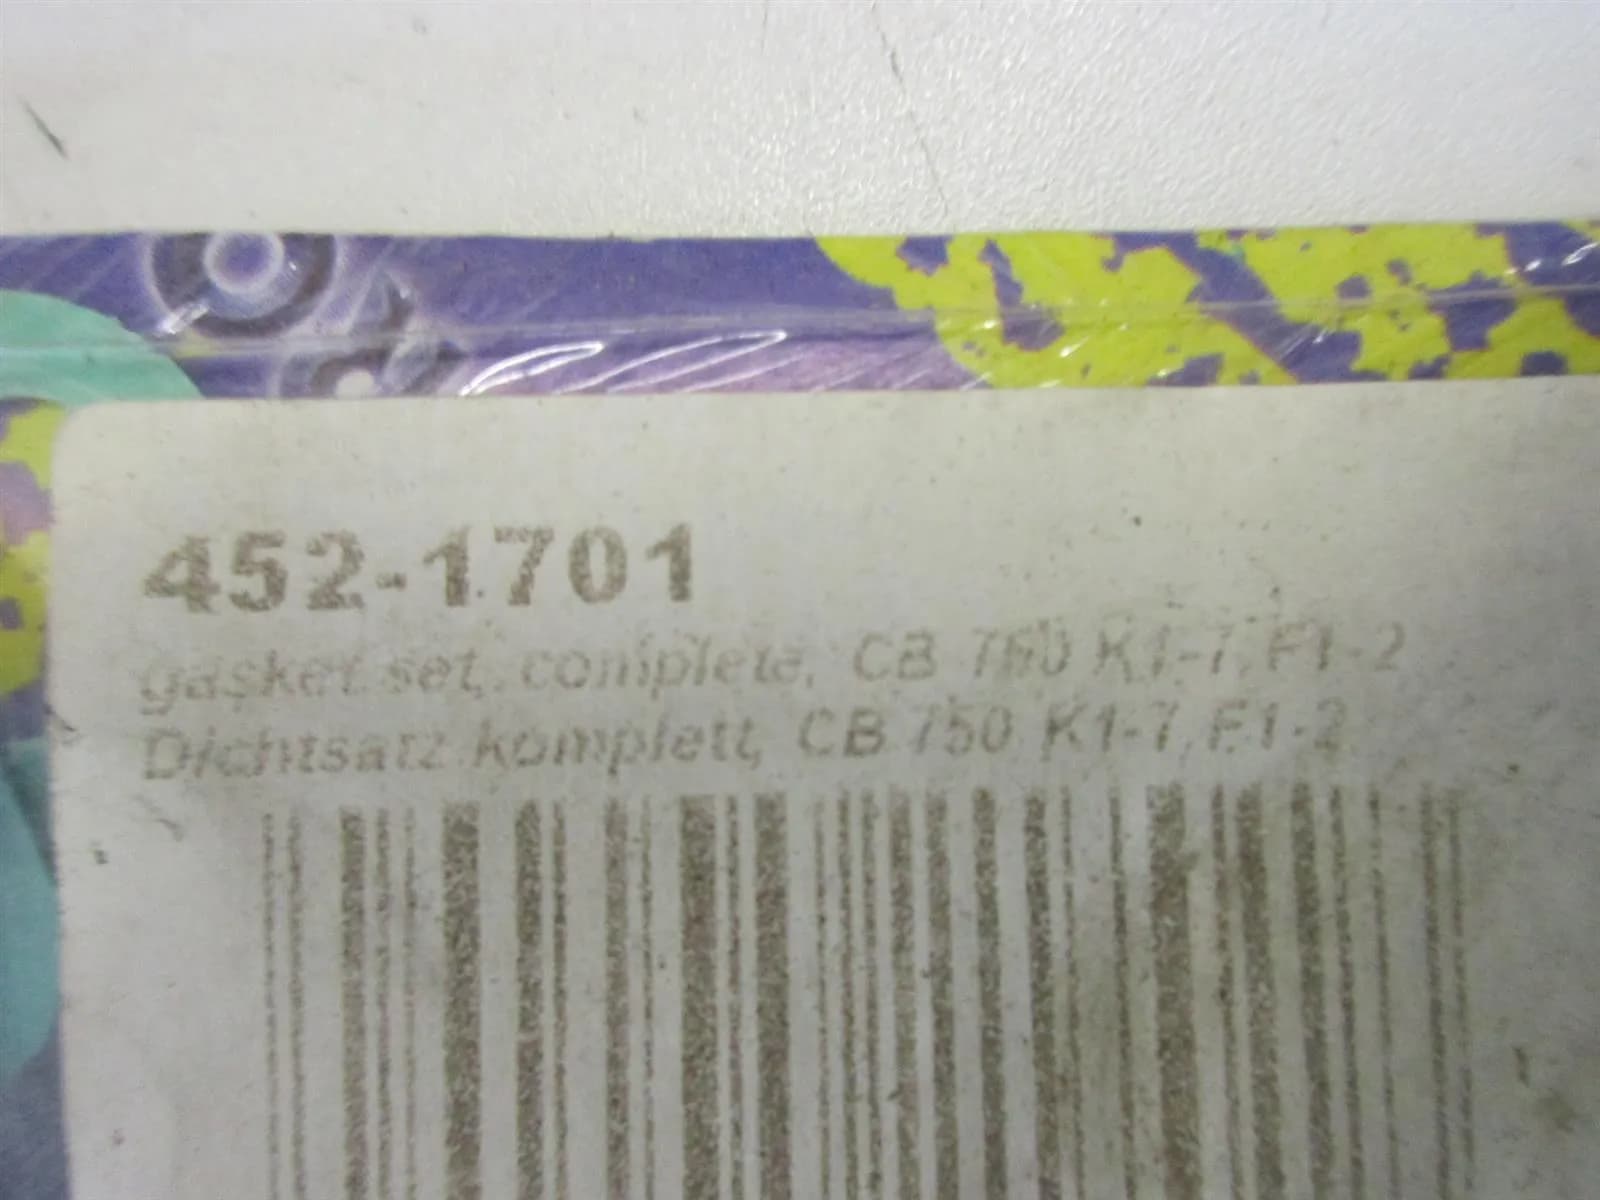 452-1701
gasket set, complete, CB 750 K1-7, F1-2
Dichtsatz komplett, CB 750 K1-7, F1-2